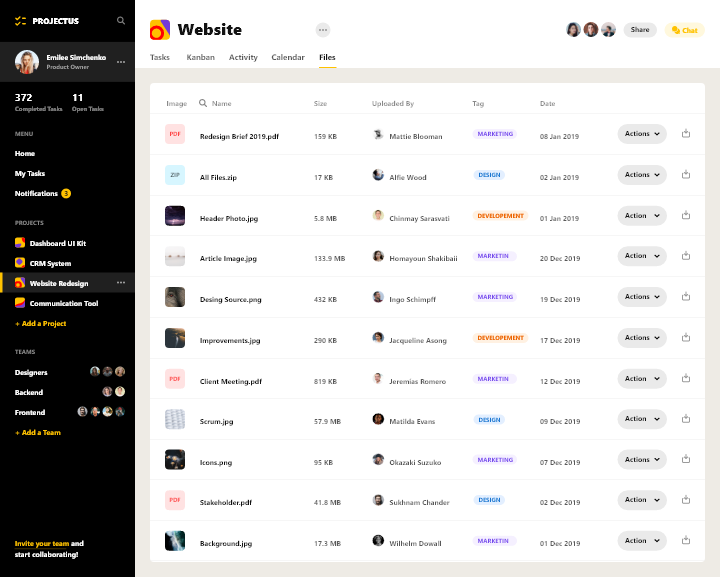 PROJECTUS
Emilee Simchenko
Product Owner
372 11
Completed Tasks Open Tasks
MENU
Home
My Tasks
Notifications 3
PROJECTS
Dashboard UI Kit
CRM System
Website Redesign
Communication Tool
+ Add a Project
TEAMS
Designers
Backend
Frontend
+ Add a Team
Invite your team and
start collaborating!
Website Share Chat
Tasks Kanban Activity Calendar Files
Image Name Size Uploaded By Tag Date
PDF Redesign Brief 2019.pdf 159 KB Mattie Blooman MARKETING 08 Jan 2019 Actions
ZIP All Files.zip 17 KB Alfie Wood DESIGN 02 Jan 2019 Actions
Header Photo.jpg 5.8 MB Chinmay Sarasvati DEVELOPEMENT 01 Jan 2019 Action
Article Image.jpg 133.9 MB Homayoun Shakibaii MARKETIN 20 Dec 2019 Action
Desing Source.png 432 KB Ingo Schimpff MARKETING 19 Dec 2019 Actions
Improvements.jpg 290 KB Jacqueline Asong DEVELOPEMENT 17 Dec 2019 Action
PDF Client Meeting.pdf 819 KB Jeremias Romero MARKETIN 12 Dec 2019 Action
Scrum.jpg 57.9 MB Matilda Evans DESIGN 09 Dec 2019 Action
Icons.png 95 KB Okazaki Suzuko MARKETING 07 Dec 2019 Actions
PDF Stakeholder.pdf 41.8 MB Sukhnam Chander DESIGN 02 Dec 2019 Action
Background.jpg 17.3 MB Wilhelm Dowall MARKETIN 01 Dec 2019 Action